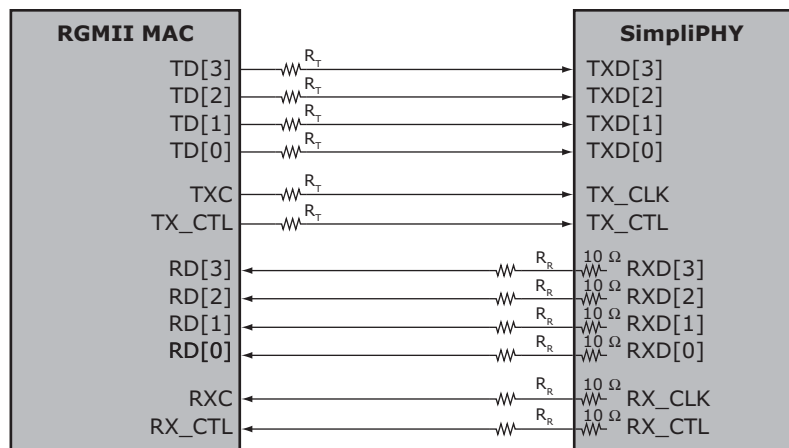 RGMII MAC SimpliPHY
TD[3] R_T TXD[3]
TD[2] R_T TXD[2]
TD[1] R_T TXD[1]
TD[0] R_T TXD[0]
TXC R_T TX_CLK
TX_CTL R_T TX_CTL
RD[3] R_R 10 Ω RXD[3]
RD[2] R_R 10 Ω RXD[2]
RD[1] R_R 10 Ω RXD[1]
RD[0] R_R 10 Ω RXD[0]
RXC R_R 10 Ω RX_CLK
RX_CTL R_R 10 Ω RX_CTL